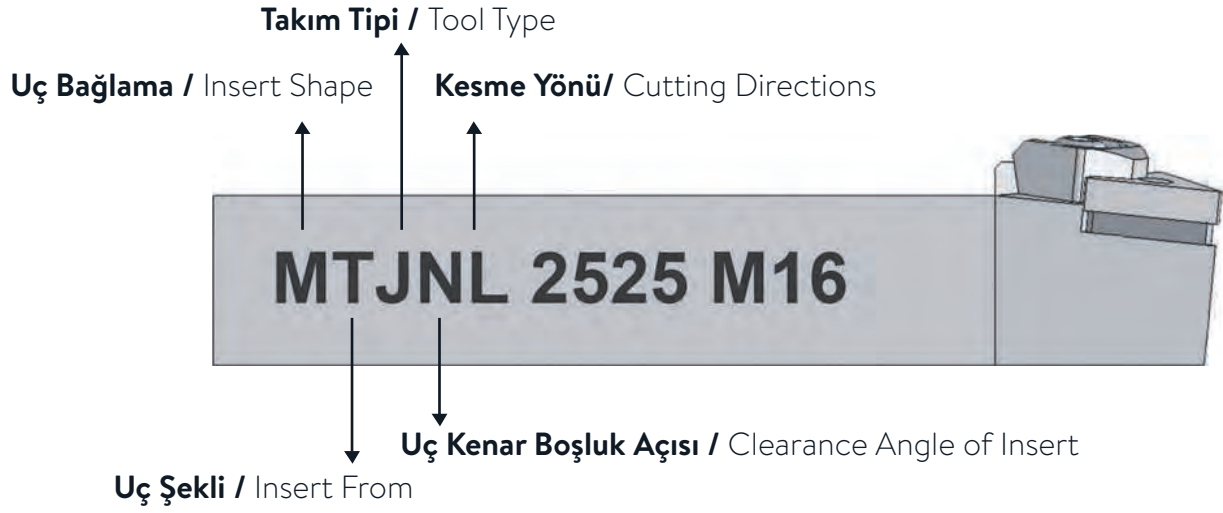 Takım Tipi / Tool Type
Uç Bağlama / Insert Shape
Kesme Yönü/ Cutting Directions
MTJNL 2525 M16
Uç Kenar Boşluk Açısı / Clearance Angle of Insert
Uç Şekli / Insert From